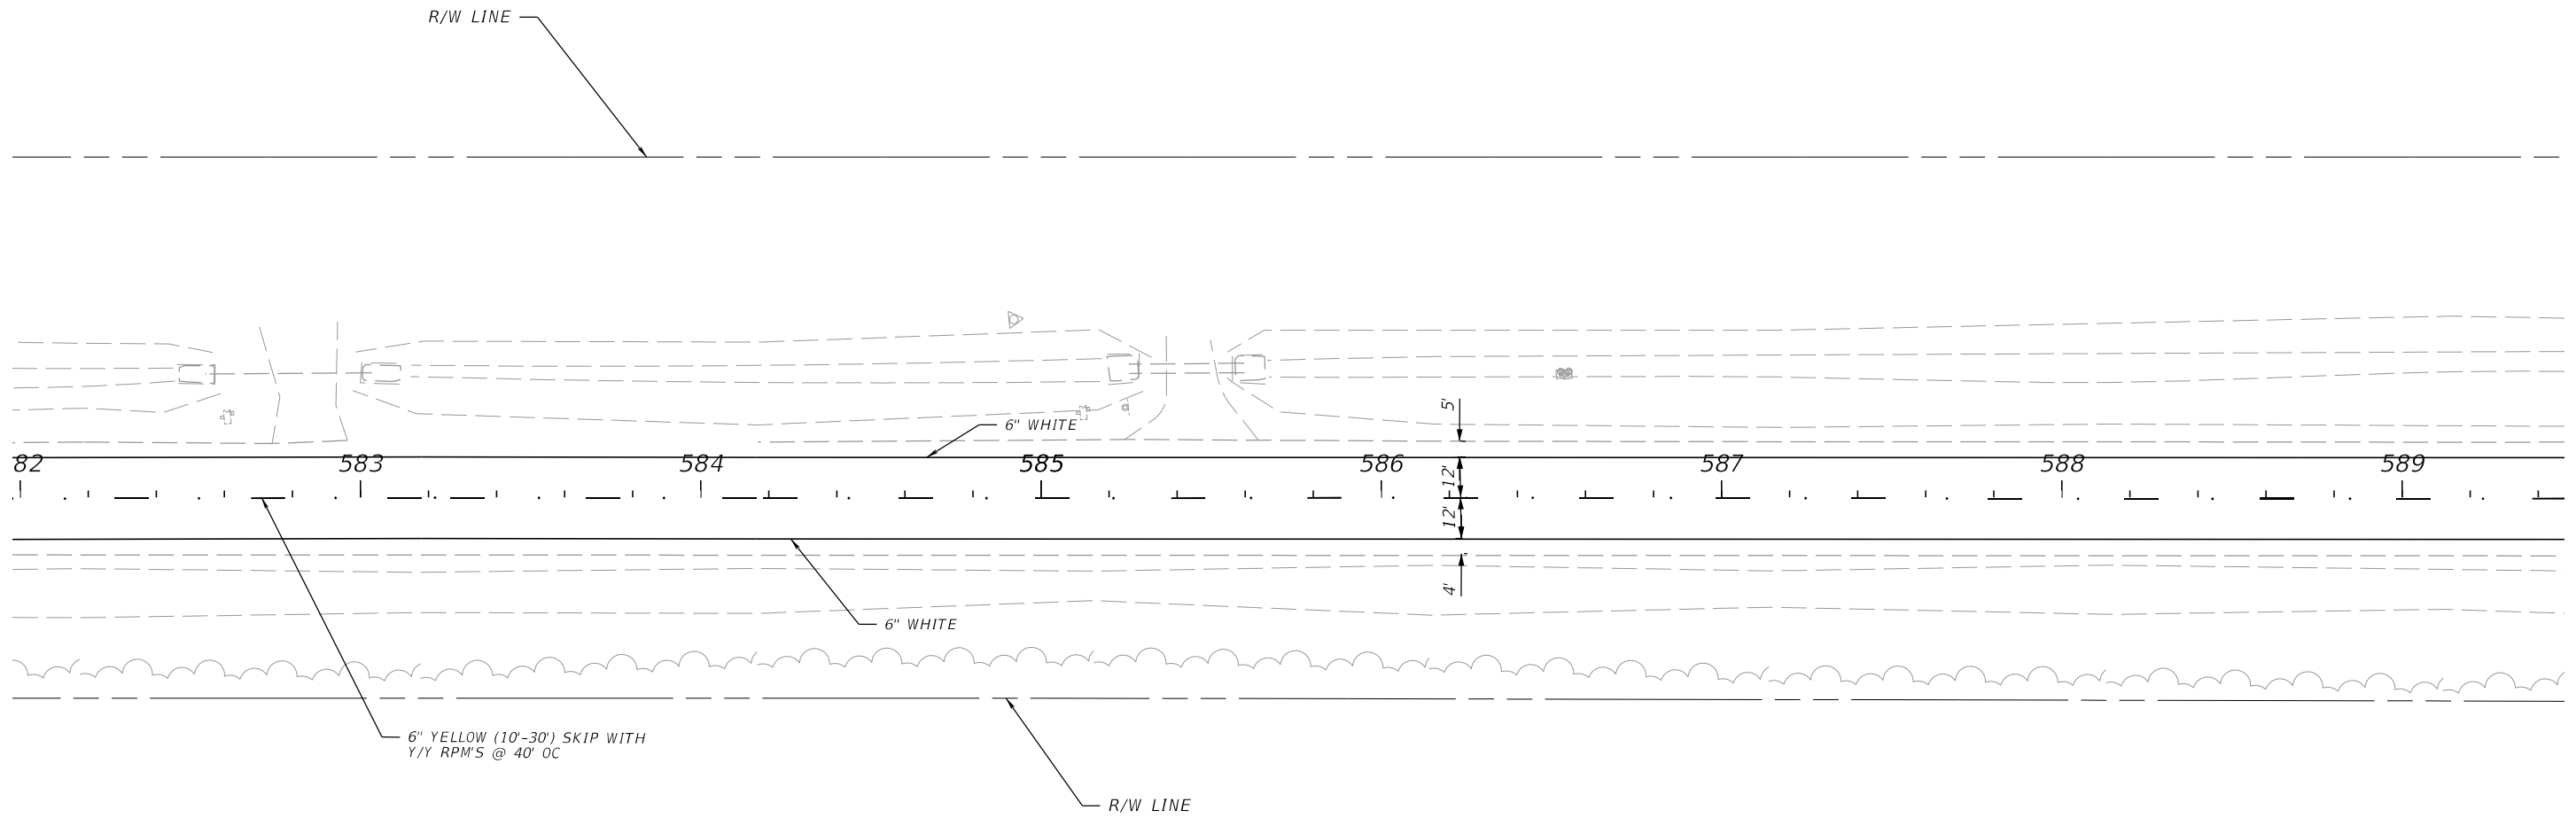 R/W LINE
5'
6" WHITE
82 583 584 585 586 587 588 589
12'
12'
4'
6" WHITE
6" YELLOW (10'-30') SKIP WITH
Y/Y RPM'S @ 40' OC
R/W LINE